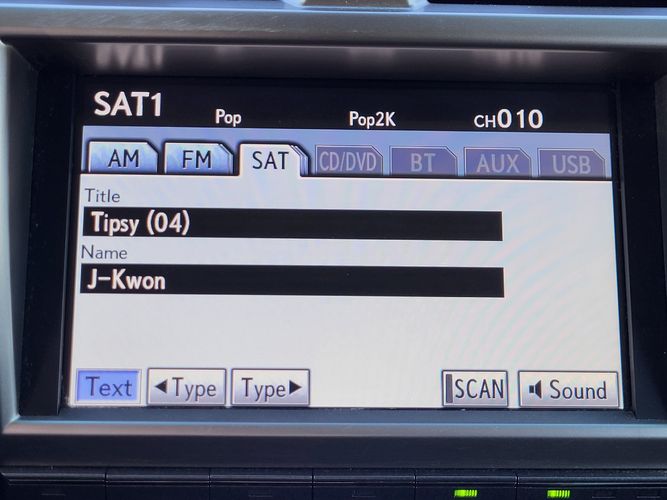 SAT1 Pop Pop2K CH010
AM FM SAT CD/DVD BT AUX USB
Title
Tipsy (04)
Name
J-Kwon
Text ◀Type Type▶ SCAN Sound